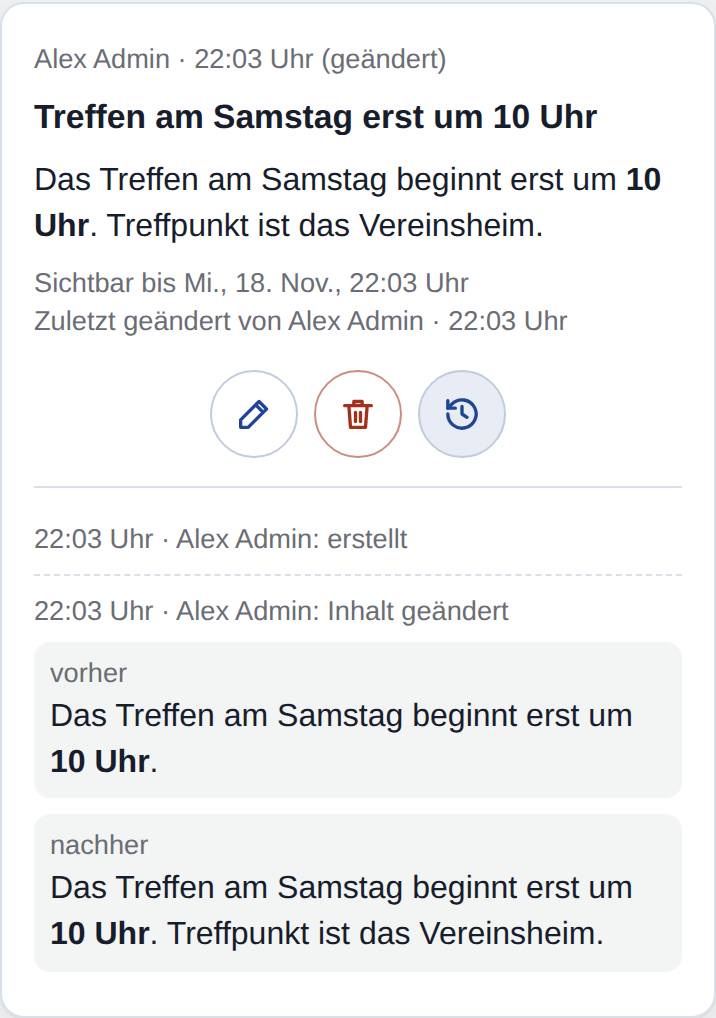 Alex Admin · 22:03 Uhr (geändert)
Treffen am Samstag erst um 10 Uhr
Das Treffen am Samstag beginnt erst um 10
Uhr. Treffpunkt ist das Vereinsheim.
Sichtbar bis Mi., 18. Nov., 22:03 Uhr
Zuletzt geändert von Alex Admin · 22:03 Uhr
22:03 Uhr · Alex Admin: erstellt
22:03 Uhr · Alex Admin: Inhalt geändert
vorher
Das Treffen am Samstag beginnt erst um
10 Uhr.
nachher
Das Treffen am Samstag beginnt erst um
10 Uhr. Treffpunkt ist das Vereinsheim.